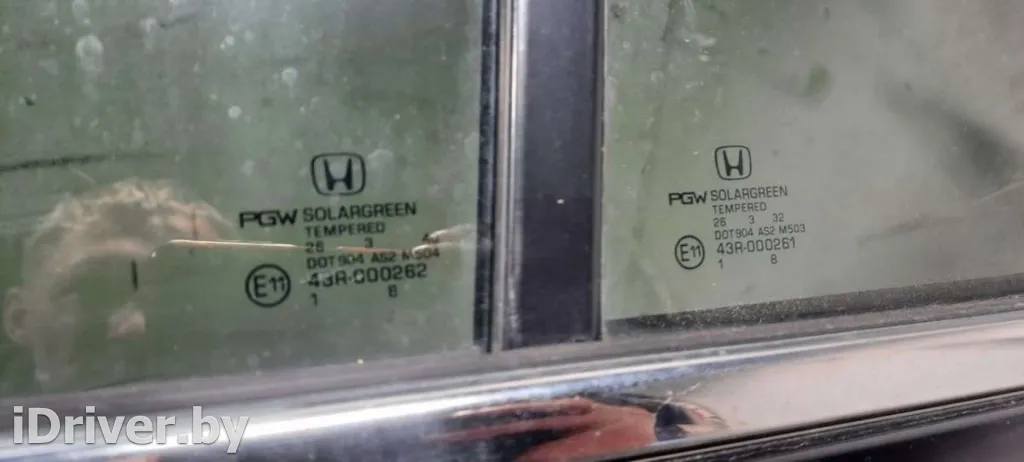 PGW SOLARGREEN
TEMPERED
26 3
DOT904 AS2 M504
E11 43R-000262
1 8
PGW SOLARGREEN
TEMPERED
26 3 32
DOT904 AS2 M503
E11 43R-000261
1 8
iDriver.by